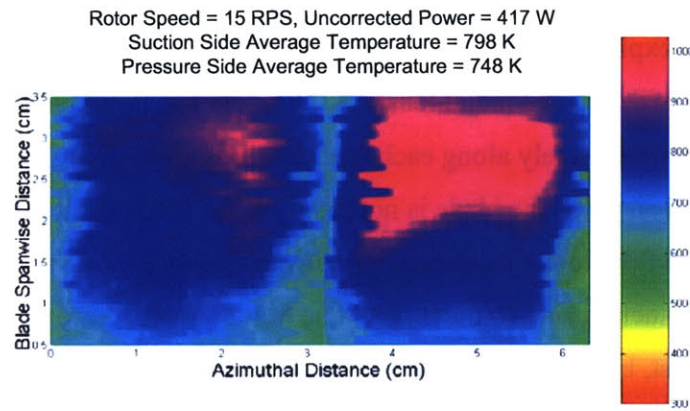 Rotor Speed = 15 RPS, Uncorrected Power = 417 W
Suction Side Average Temperature = 798 K
Pressure Side Average Temperature = 748 K
Blade Spanwise Distance (cm)
3.5
3
2.5
2
1.5
1
0.5
0 1 2 3 4 5 6
Azimuthal Distance (cm)
900
800
700
600
500
400
300